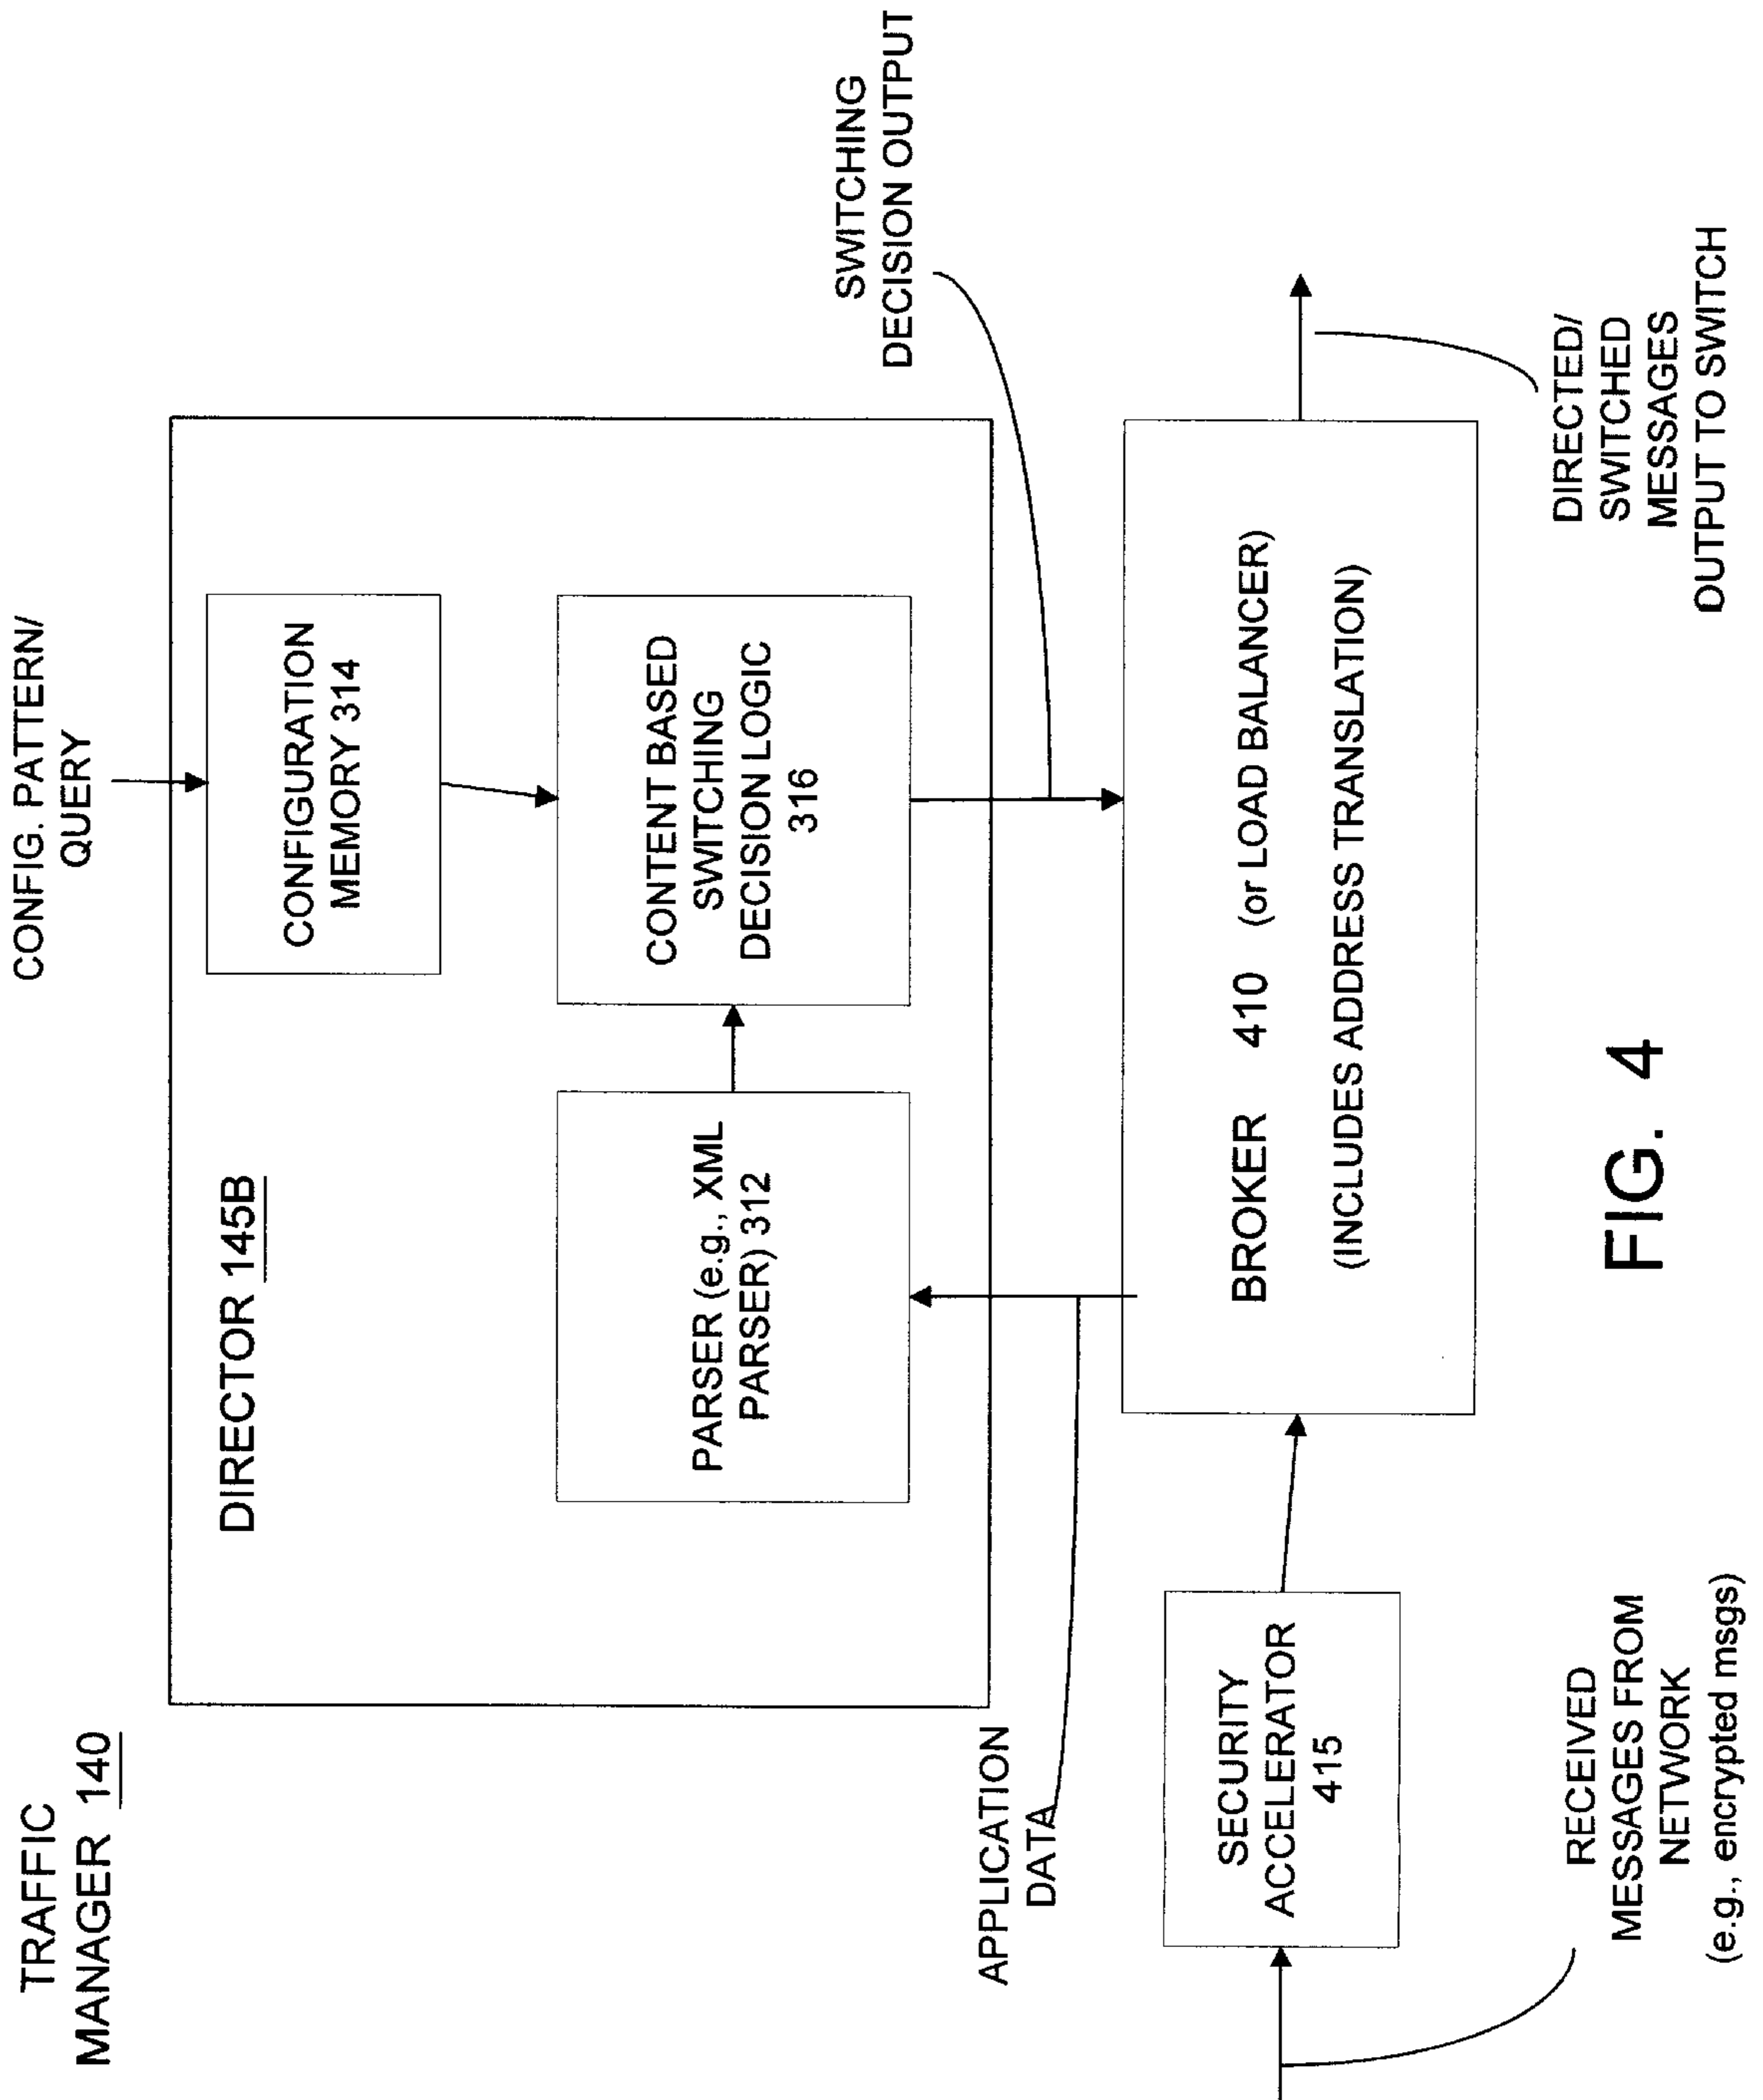 TRAFFIC
MANAGER 140
CONFIG. PATTERN/
QUERY
DIRECTOR 145B
CONFIGURATION
MEMORY 314
PARSER (e.g., XML
PARSER) 312
CONTENT BASED
SWITCHING
DECISION LOGIC
316
SWITCHING
DECISION OUTPUT
APPLICATION
DATA
SECURITY
ACCELERATOR
415
BROKER 410 (or LOAD BALANCER)
(INCLUDES ADDRESS TRANSLATION)
RECEIVED
MESSAGES FROM
NETWORK
(e.g., encrypted msgs)
DIRECTED/
SWITCHED
MESSAGES
OUTPUT TO SWITCH
FIG. 4